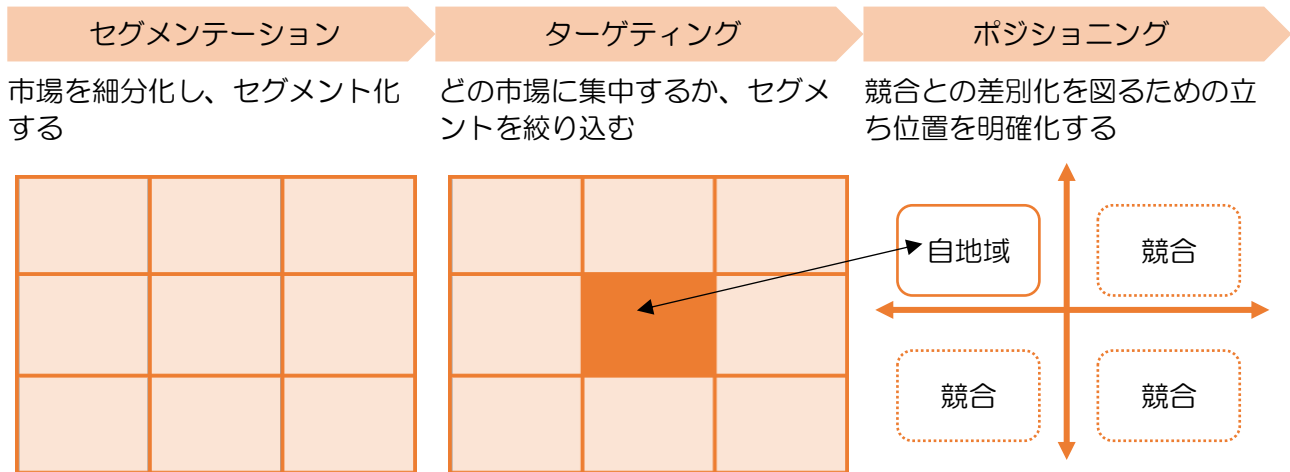 セグメンテーション
ターゲティング
ポジショニング
市場を細分化し、セグメント化
する
どの市場に集中するか、セグメ
ントを絞り込む
競合との差別化を図るための立
ち位置を明確化する
自地域
競合
競合
競合